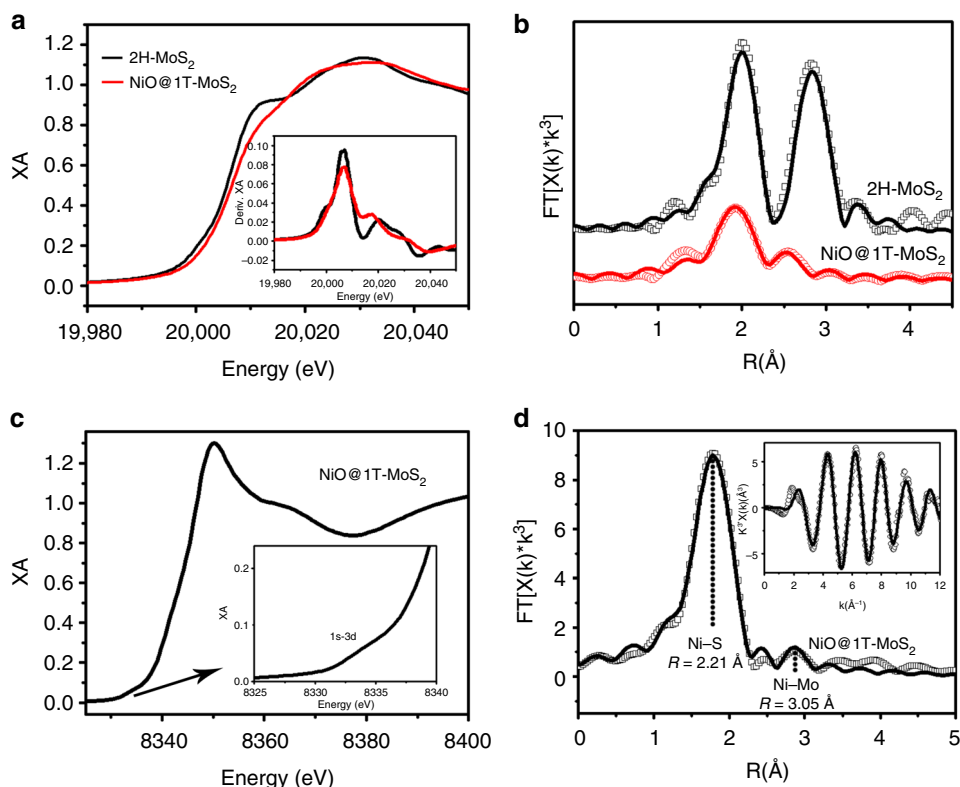 a
XA
1.2
1.0
0.8
0.6
0.4
0.2
0.0
2H-MoS2
NiO@1T-MoS2
Deriv. XA
0.10
0.08
0.06
0.04
0.02
0.00
−0.02
19,980 20,000 20,020 20,040
Energy (eV)
19,980 20,000 20,020 20,040
Energy (eV)
b
FT[X(k)*k³]
2H-MoS2
NiO@1T-MoS2
0 1 2 3 4
R(Å)
c
XA
1.2
1.0
0.8
0.6
0.4
0.2
0.0
NiO@1T-MoS2
XA
0.2
0.1
0.0
1s-3d
8325 8330 8335 8340
Energy (eV)
8340 8360 8380 8400
Energy (eV)
d
FT[X(k)*k³]
10
8
6
4
2
0
K³X(k)(Å³)
5
0
−5
0 2 4 6 8 10 12
k(Å⁻¹)
Ni–S
R = 2.21 Å
NiO@1T-MoS2
Ni–Mo
R = 3.05 Å
0 1 2 3 4 5
R(Å)